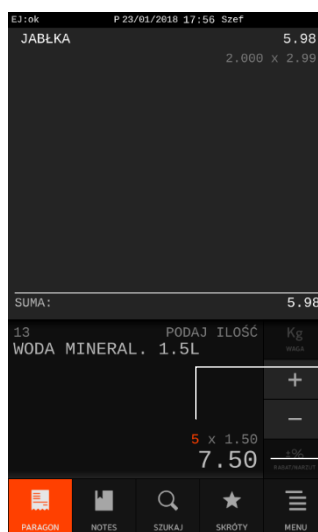 EJ:ok P 23/01/2018 17:56 Szef
JABŁKA 5.98
2.000 x 2.99
SUMA: 5.98
13 PODAJ ILOŚĆ
WODA MINERAL. 1.5L
5 x 1.50
7.50
Kg
WAGA
+
−
±%
RABAT/NARZUT
PARAGON NOTES SZUKAJ SKRÓTY MENU